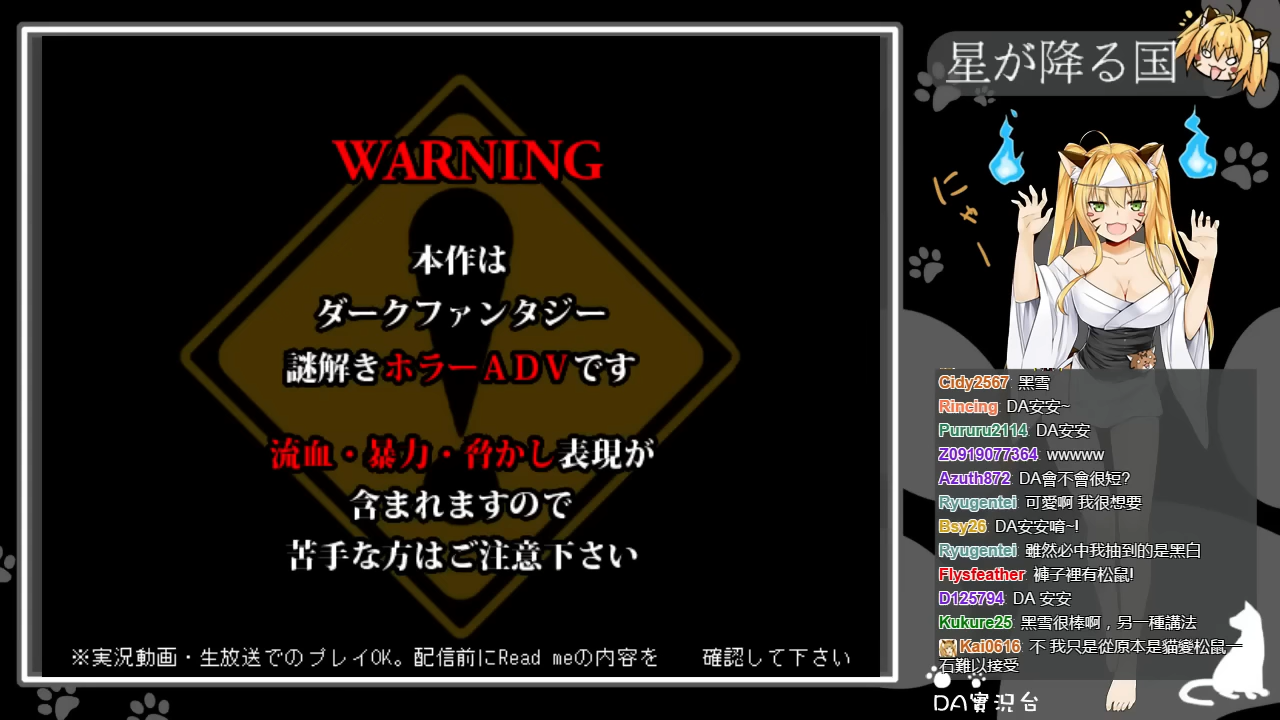 WARNING
本作は
ダークファンタジー
謎解きホラーADVです
流血・暴力・脅かし表現が
含まれますので
苦手な方はご注意下さい
※実況動画・生放送でのプレイOK。配信前にRead meの内容を 確認して下さい
星が降る国
にゃー
Cidy2567 黑雪
Rincing DA安安~
Pururu2114 DA安安
Z0919077364 wwwww
Azuth872 DA會不會很短?
Ryugentei 可愛啊 我很想要
Bsy26 DA安安唷~!
Ryugentei 雖然必中我抽到的是黑白
Flysfeather 褲子裡有松鼠!
D125794 DA 安安
Kukure25 黑雪很棒啊，另一種講法
Kai0616 不 我只是從原本是貓變松鼠一
石難以接受
DA實況台